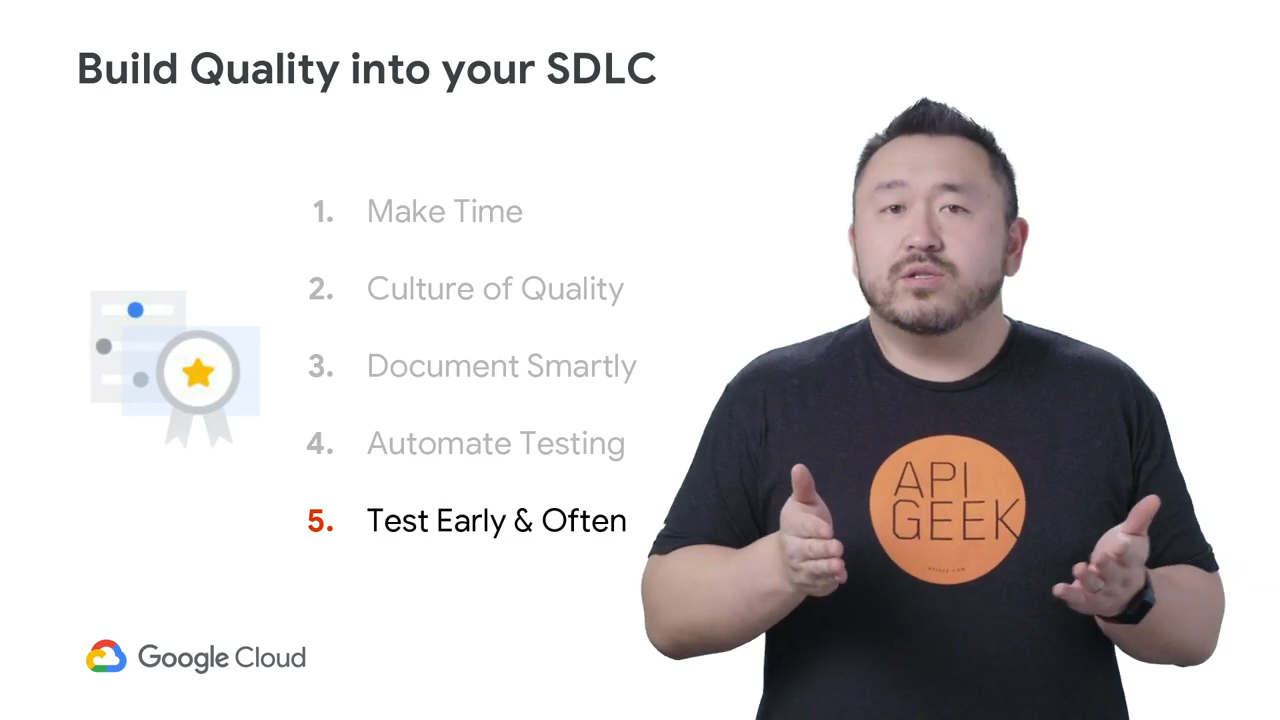 Build Quality into your SDLC
1. Make Time
2. Culture of Quality
3. Document Smartly
4. Automate Testing
5. Test Early & Often
API
GEEK
Google Cloud